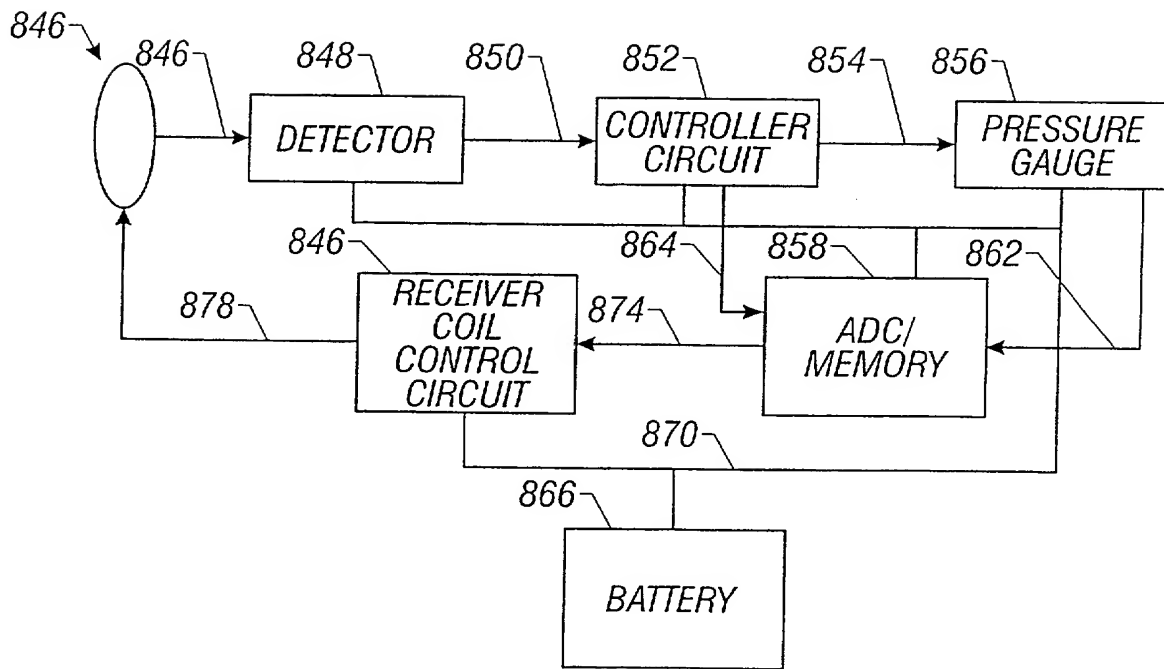 846
846
848
850
852
854
856
DETECTOR
CONTROLLER
CIRCUIT
PRESSURE
GAUGE
846
864
858
862
878
RECEIVER
COIL
CONTROL
CIRCUIT
874
ADC/
MEMORY
870
866
BATTERY